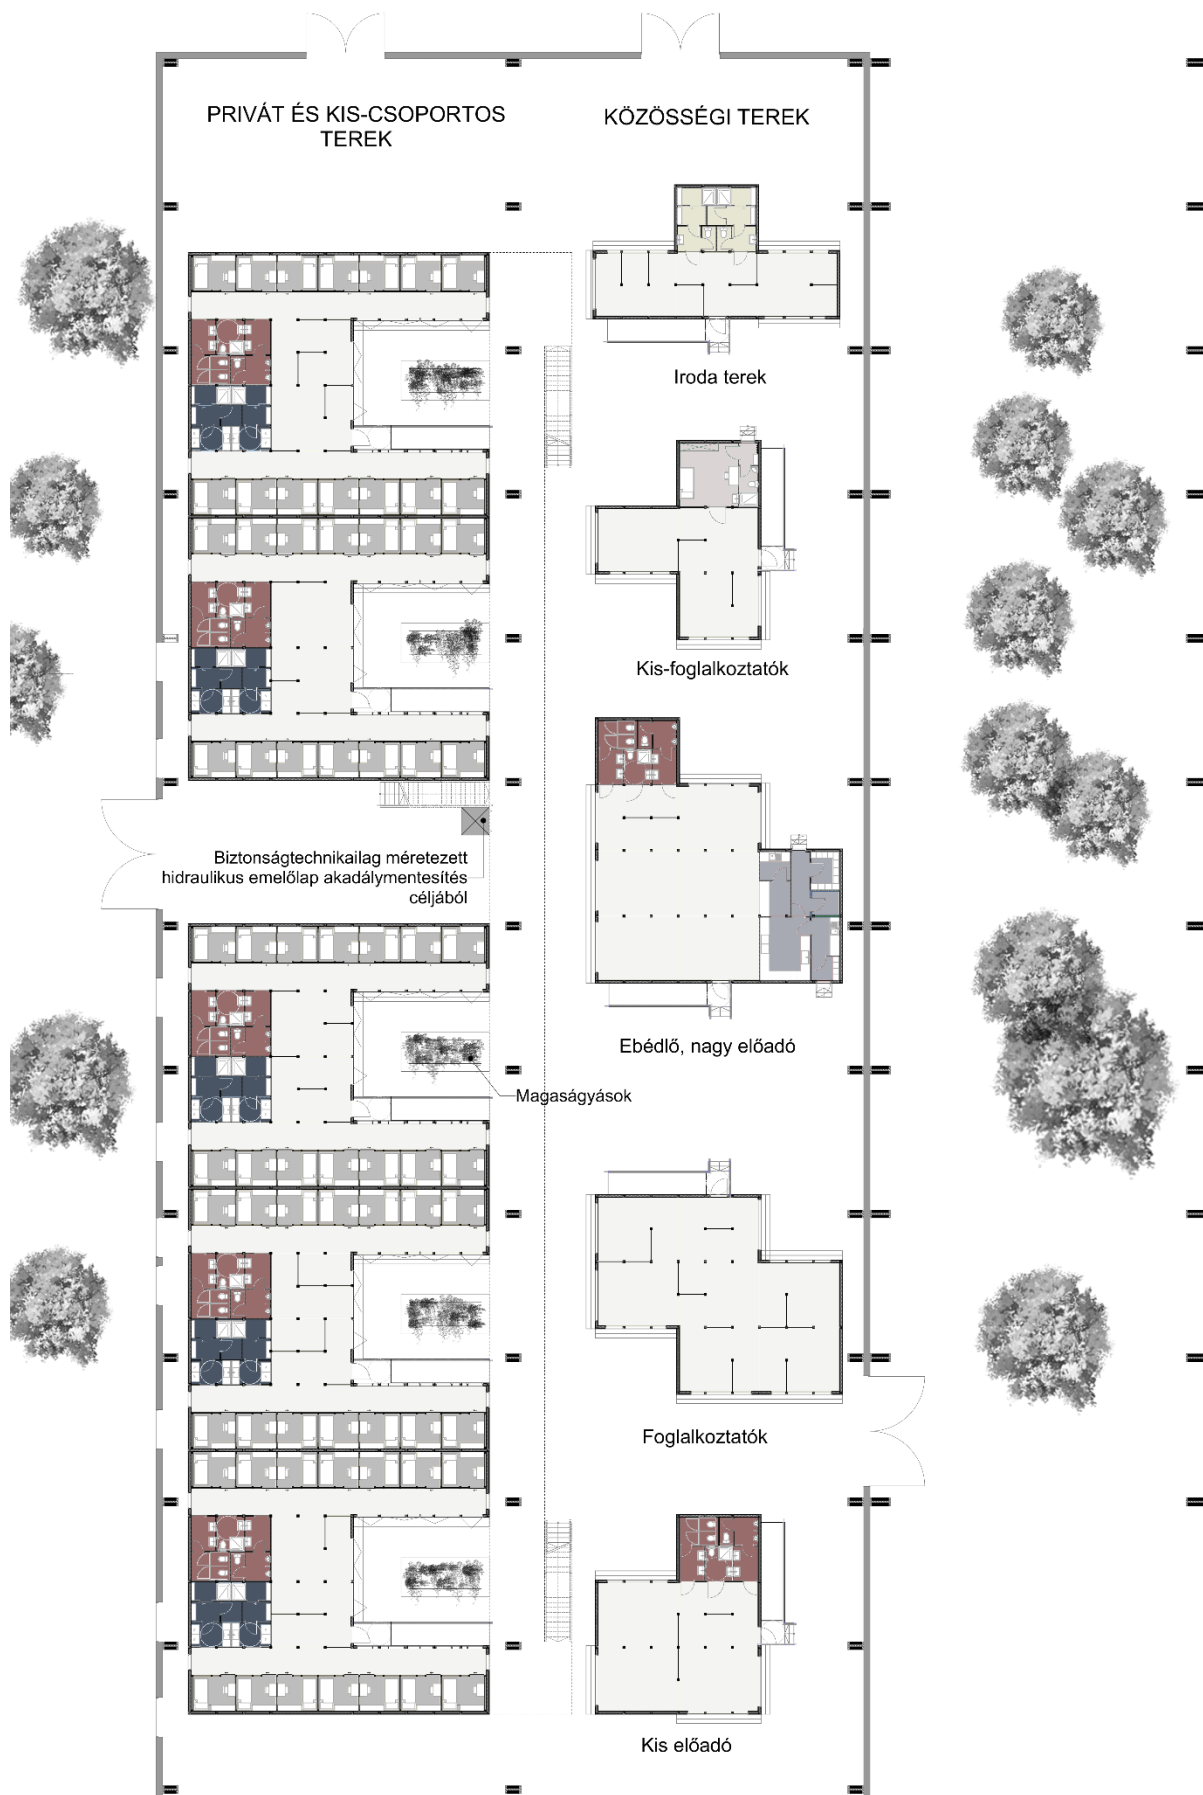 PRIVÁT ÉS KIS-CSOPORTOS
TEREK
KÖZÖSSÉGI TEREK
Iroda terek
Kis-foglalkoztatók
Biztonságtechnikailag méretezett
hidraulikus emelőlap akadálymentesítés
céljából
Ebédlő, nagy előadó
Magaságyások
Foglalkoztatók
Kis előadó